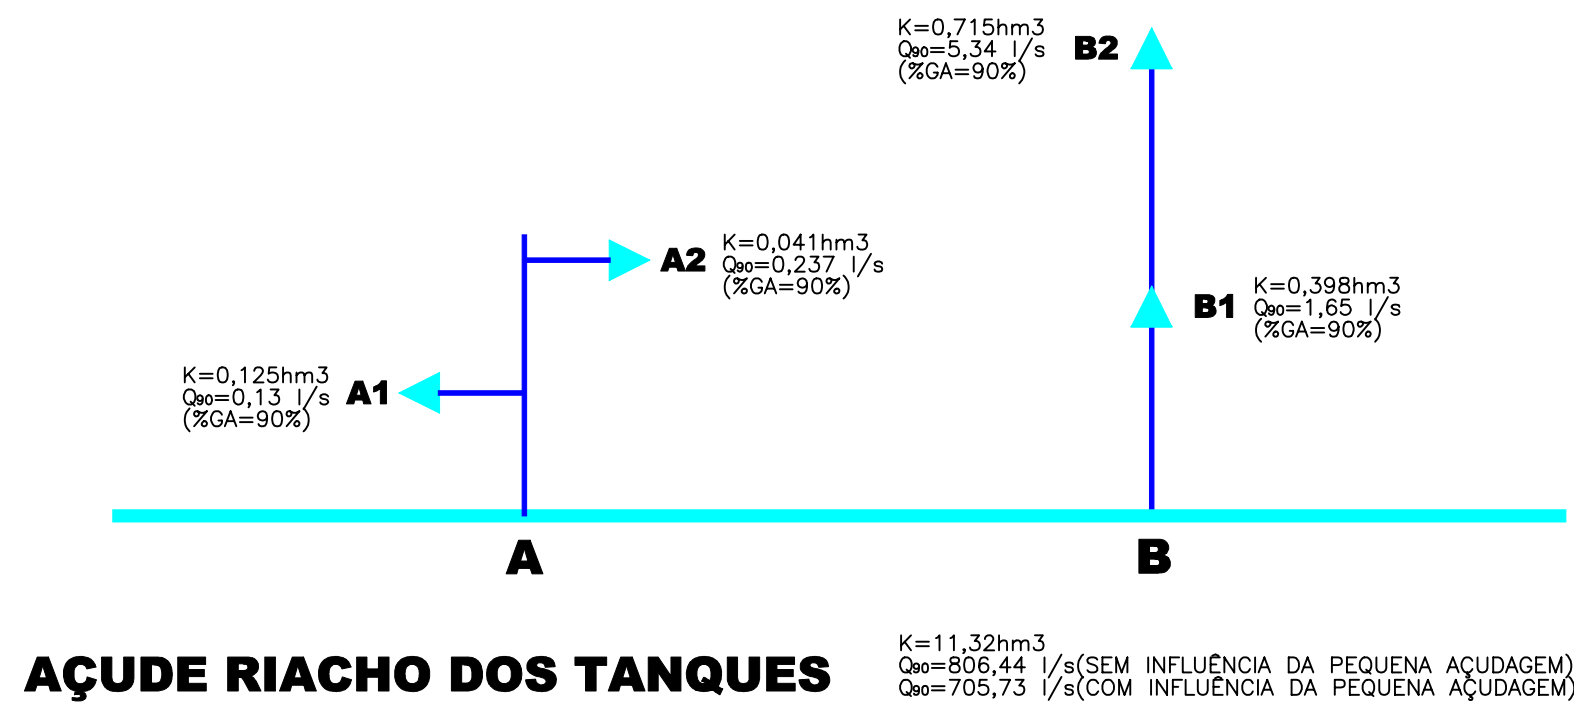 K=0,715hm3
Q90=5,34 l/s
(%GA=90%)
B2
A2
K=0,041hm3
Q90=0,237 l/s
(%GA=90%)
B1
K=0,398hm3
Q90=1,65 l/s
(%GA=90%)
K=0,125hm3
Q90=0,13 l/s
(%GA=90%)
A1
A
B
AÇUDE RIACHO DOS TANQUES
K=11,32hm3
Q90=806,44 l/s(SEM INFLUÊNCIA DA PEQUENA AÇUDAGEM)
Q90=705,73 l/s(COM INFLUÊNCIA DA PEQUENA AÇUDAGEM)